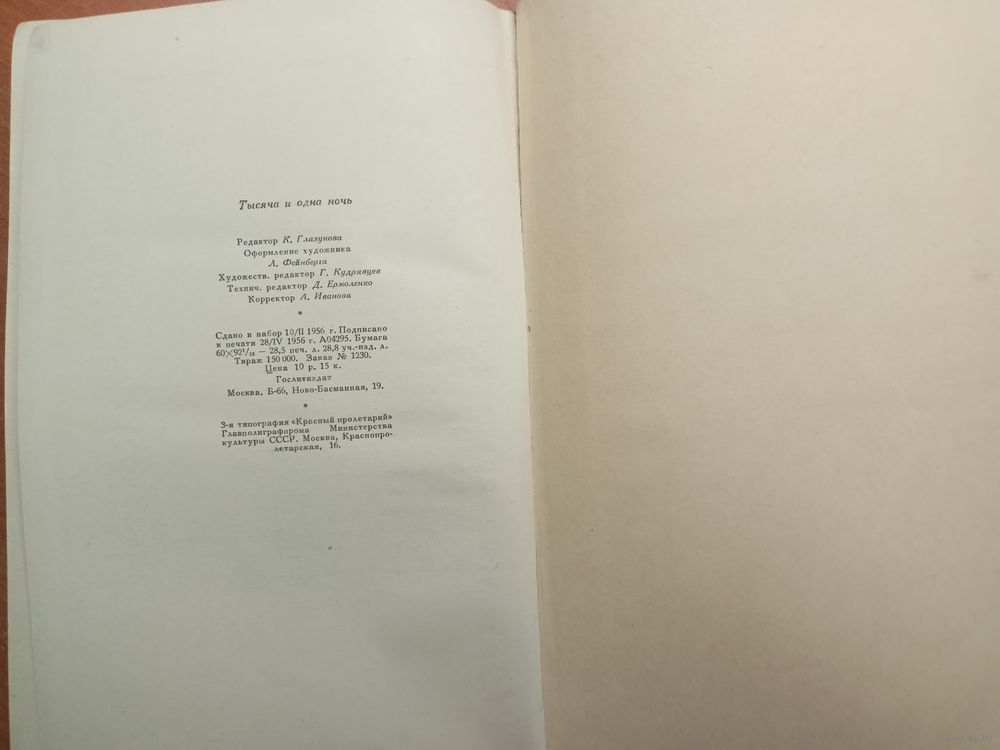 Тысяча и одна ночь
Редактор К. Глазунова
Оформление художника
А. Фейнберга
Художеств. редактор Г. Кудрявцев
Технич. редактор Д. Ермоленко
Корректор А. Иванова
*
Сдано в набор 10/II 1956 г. Подписано
к печати 28/IV 1956 г. А04295. Бумага
60×92¹/₁₆ — 28,5 печ. л. 28,8 уч.-изд. л.
Тираж 150 000. Заказ № 1230.
Цена 10 р. 15 к.
Гослитиздат
Москва, Б-66, Ново-Басманная, 19.
*
3-я типография «Красный пролетарий»
Главполиграфпрома Министерства
культуры СССР. Москва, Краснопро-
летарская, 16.